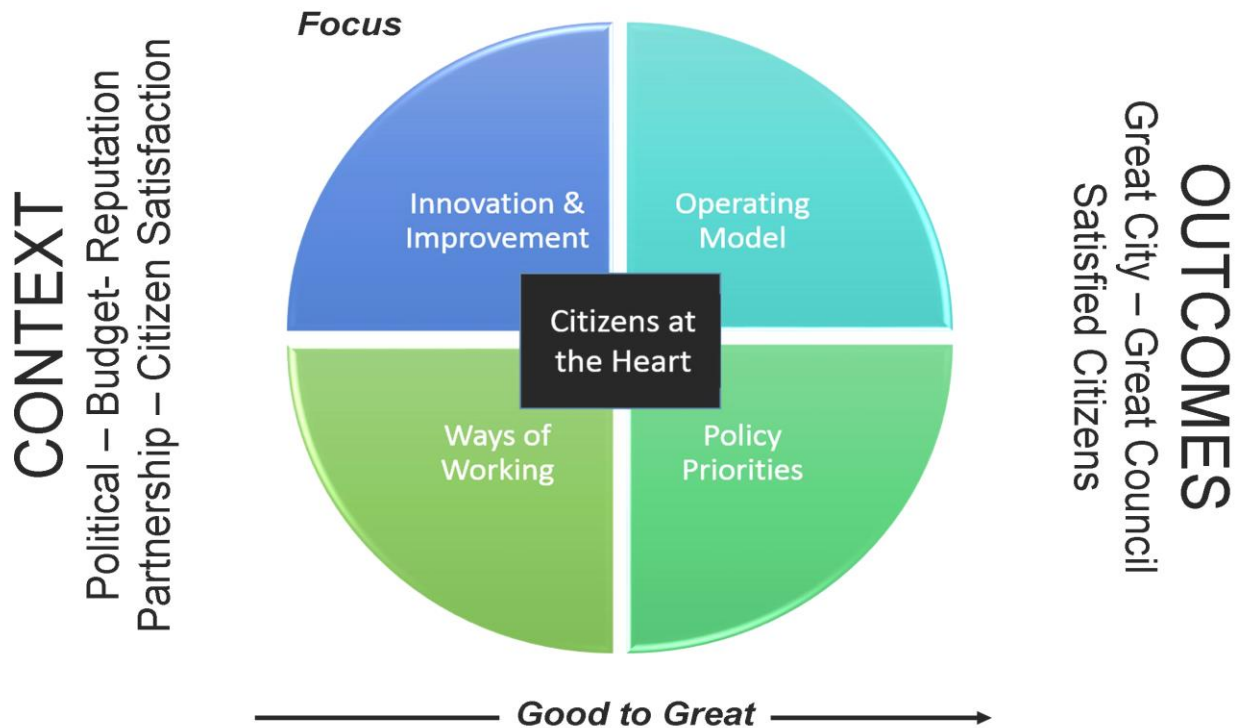 Focus
CONTEXT
Political – Budget- Reputation
Partnership – Citizen Satisfaction
Innovation &
Improvement
Operating
Model
Citizens at
the Heart
Ways of
Working
Policy
Priorities
OUTCOMES
Great City – Great Council
Satisfied Citizens
Good to Great